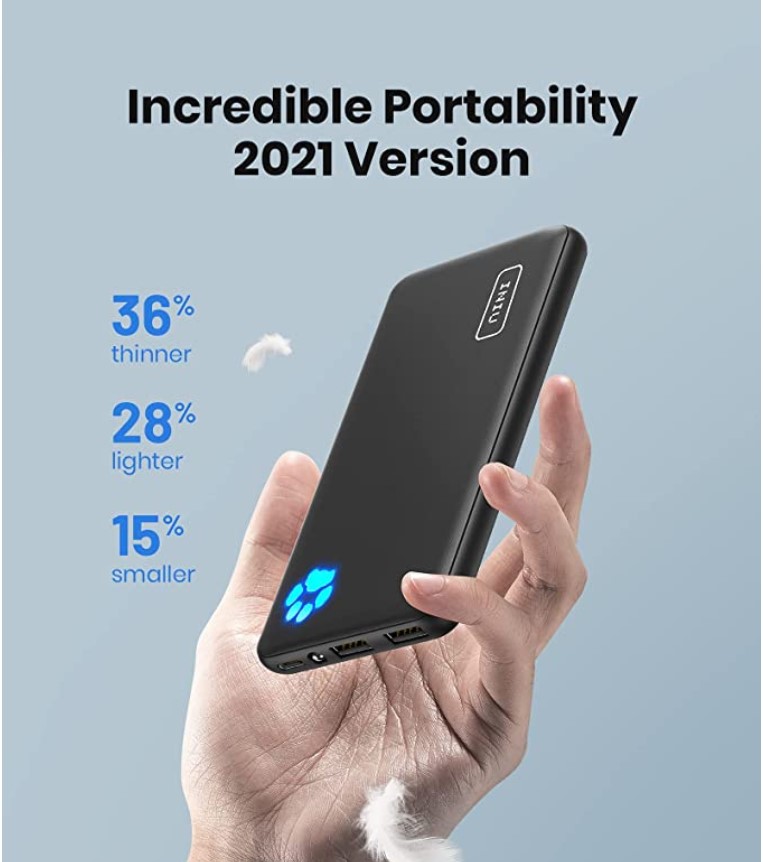 Incredible Portability
2021 Version
INIU
36%
thinner
28%
lighter
15%
smaller